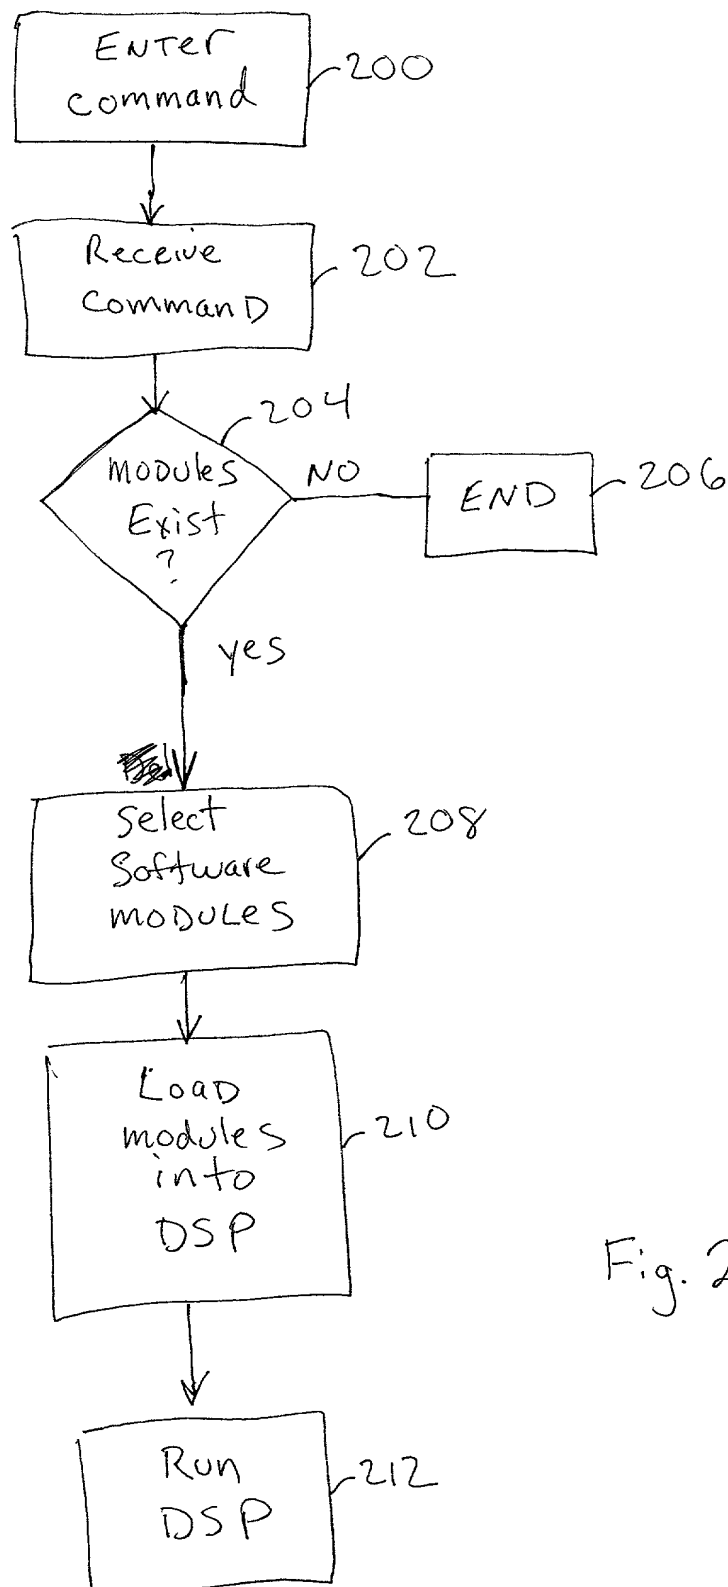 Enter
command
200
Receive
CommanD
202
204
Modules
Exist
?
NO
END
206
yes
Select
Software
MODULES
208
LoaD
modules
into
DSP
210
Fig. 2
Run
DSP
212